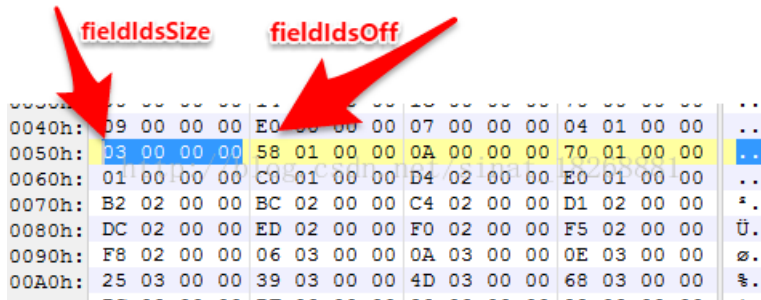 fieldIdsSize fieldIdsOff
0040h: 09 00 00 00 E0 00 00 00 07 00 00 00 04 01 00 00 ..
0050h: 03 00 00 00 58 01 00 00 0A 00 00 00 70 01 00 00 ..
0060h: 01 00 00 00 C0 01 00 00 D4 02 00 00 E0 01 00 00 ..
0070h: B2 02 00 00 BC 02 00 00 C4 02 00 00 D1 02 00 00 ².
0080h: DC 02 00 00 ED 02 00 00 F0 02 00 00 F5 02 00 00 Ü.
0090h: F8 02 00 00 06 03 00 00 0A 03 00 00 0E 03 00 00 ø.
00A0h: 25 03 00 00 39 03 00 00 4D 03 00 00 68 03 00 00 %.